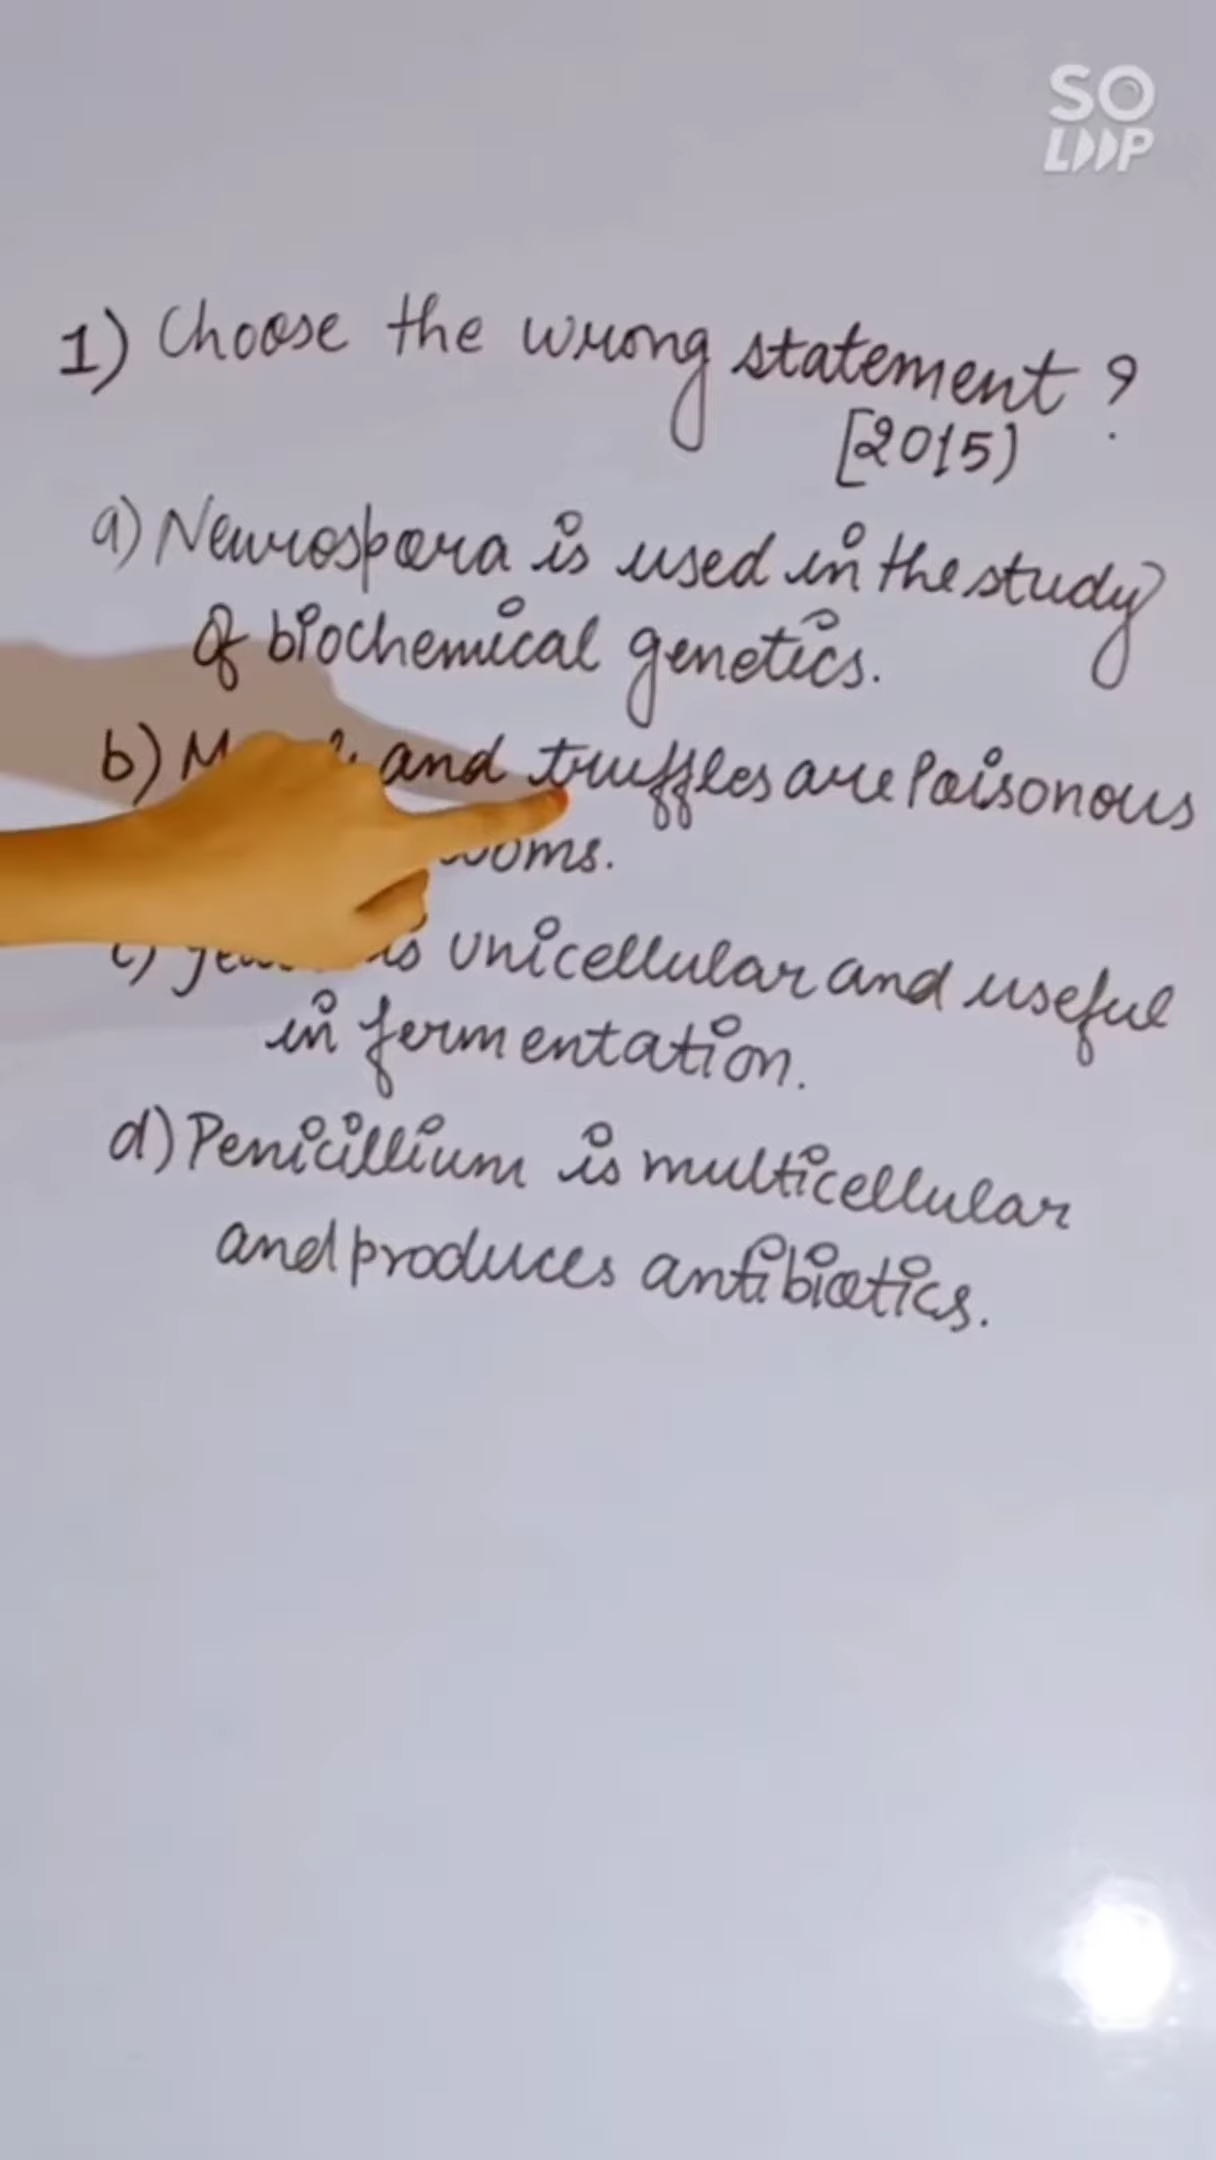 SO
LOOP
1) Choose the wrong statement ?
[2015)
a) Neurospora is used in the study
of biochemical genetics.
b) and truffles are Poisonous
c) is unicellular and useful
in fermentation.
d) Penicillium is multicellular
and produces antibiotics.